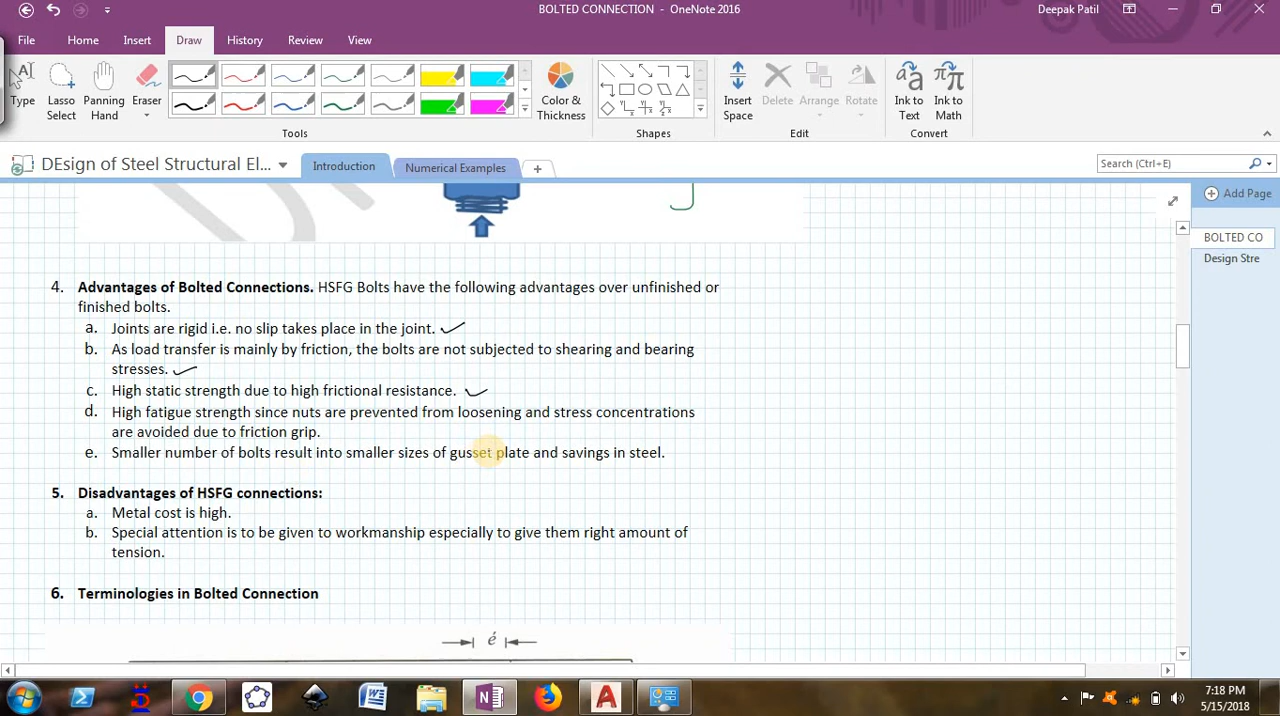 BOLTED CONNECTION - OneNote 2016
Deepak Patil
File Home Insert Draw History Review View
Type
Lasso Select
Panning Hand
Eraser
Color & Thickness
Insert Space
Delete
Arrange
Rotate
Ink to Text
Ink to Math
Tools
Shapes
Edit
Convert
DEsign of Steel Structural El...
Introduction
Numerical Examples
Search (Ctrl+E)
Add Page
BOLTED CO
Design Stre
4. Advantages of Bolted Connections. HSFG Bolts have the following advantages over unfinished or
finished bolts.
a. Joints are rigid i.e. no slip takes place in the joint.
b. As load transfer is mainly by friction, the bolts are not subjected to shearing and bearing
stresses.
c. High static strength due to high frictional resistance.
d. High fatigue strength since nuts are prevented from loosening and stress concentrations
are avoided due to friction grip.
e. Smaller number of bolts result into smaller sizes of gusset plate and savings in steel.
5. Disadvantages of HSFG connections:
a. Metal cost is high.
b. Special attention is to be given to workmanship especially to give them right amount of
tension.
6. Terminologies in Bolted Connection
é
7:18 PM
5/15/2018